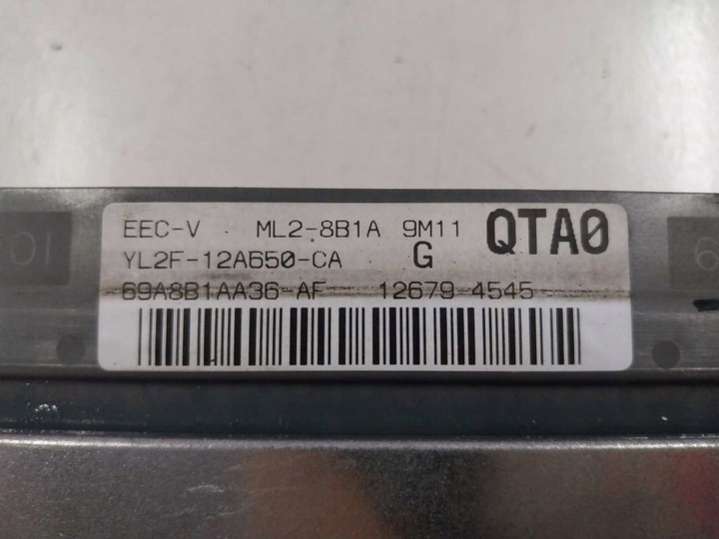 EEC-V . ML2-8B1A 9M11 QTA0
YL2F-12A650-CA . G
69A8B1AA36-AF 12679 4545